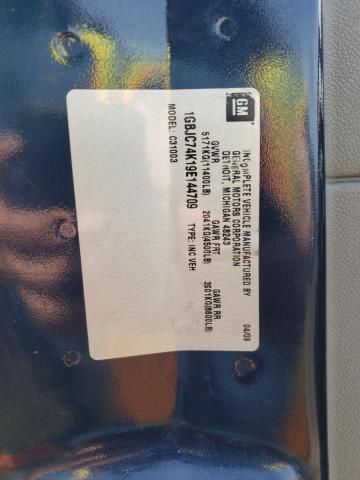 GM
INCOMPLETE VEHICLE MANUFACTURED BY
GENERAL MOTORS CORPORATION
DETROIT, MICHIGAN 48243
04/09
GVWR GAWR FRT GAWR RR
5171KG(11400LB) 2041KG(4500LB) 3901KG(8600LB)
1GBJC74K19E144709 TYPE: INC VEH
MODEL: C31003